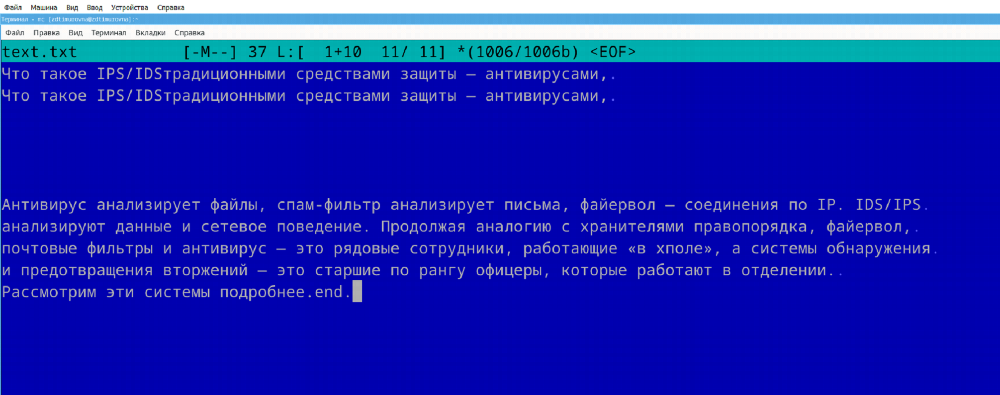 Файл Машина Вид Ввод Устройства Справка
Терминал - mc [zdtimurovna@zdtimurovna]:~
Файл Правка Вид Терминал Вкладки Справка
text.txt [-M--] 37 L:[ 1+10 11/ 11] *(1006/1006b) <EOF>
Что такое IPS/IDSтрадиционными средствами защиты — антивирусами,.
Что такое IPS/IDSтрадиционными средствами защиты — антивирусами,.
Антивирус анализирует файлы, спам-фильтр анализирует письма, файервол — соединения по IP. IDS/IPS.
анализируют данные и сетевое поведение. Продолжая аналогию с хранителями правопорядка, файервол,.
почтовые фильтры и антивирус — это рядовые сотрудники, работающие «в хполе», а системы обнаружения.
и предотвращения вторжений — это старшие по рангу офицеры, которые работают в отделении..
Рассмотрим эти системы подробнее.end.